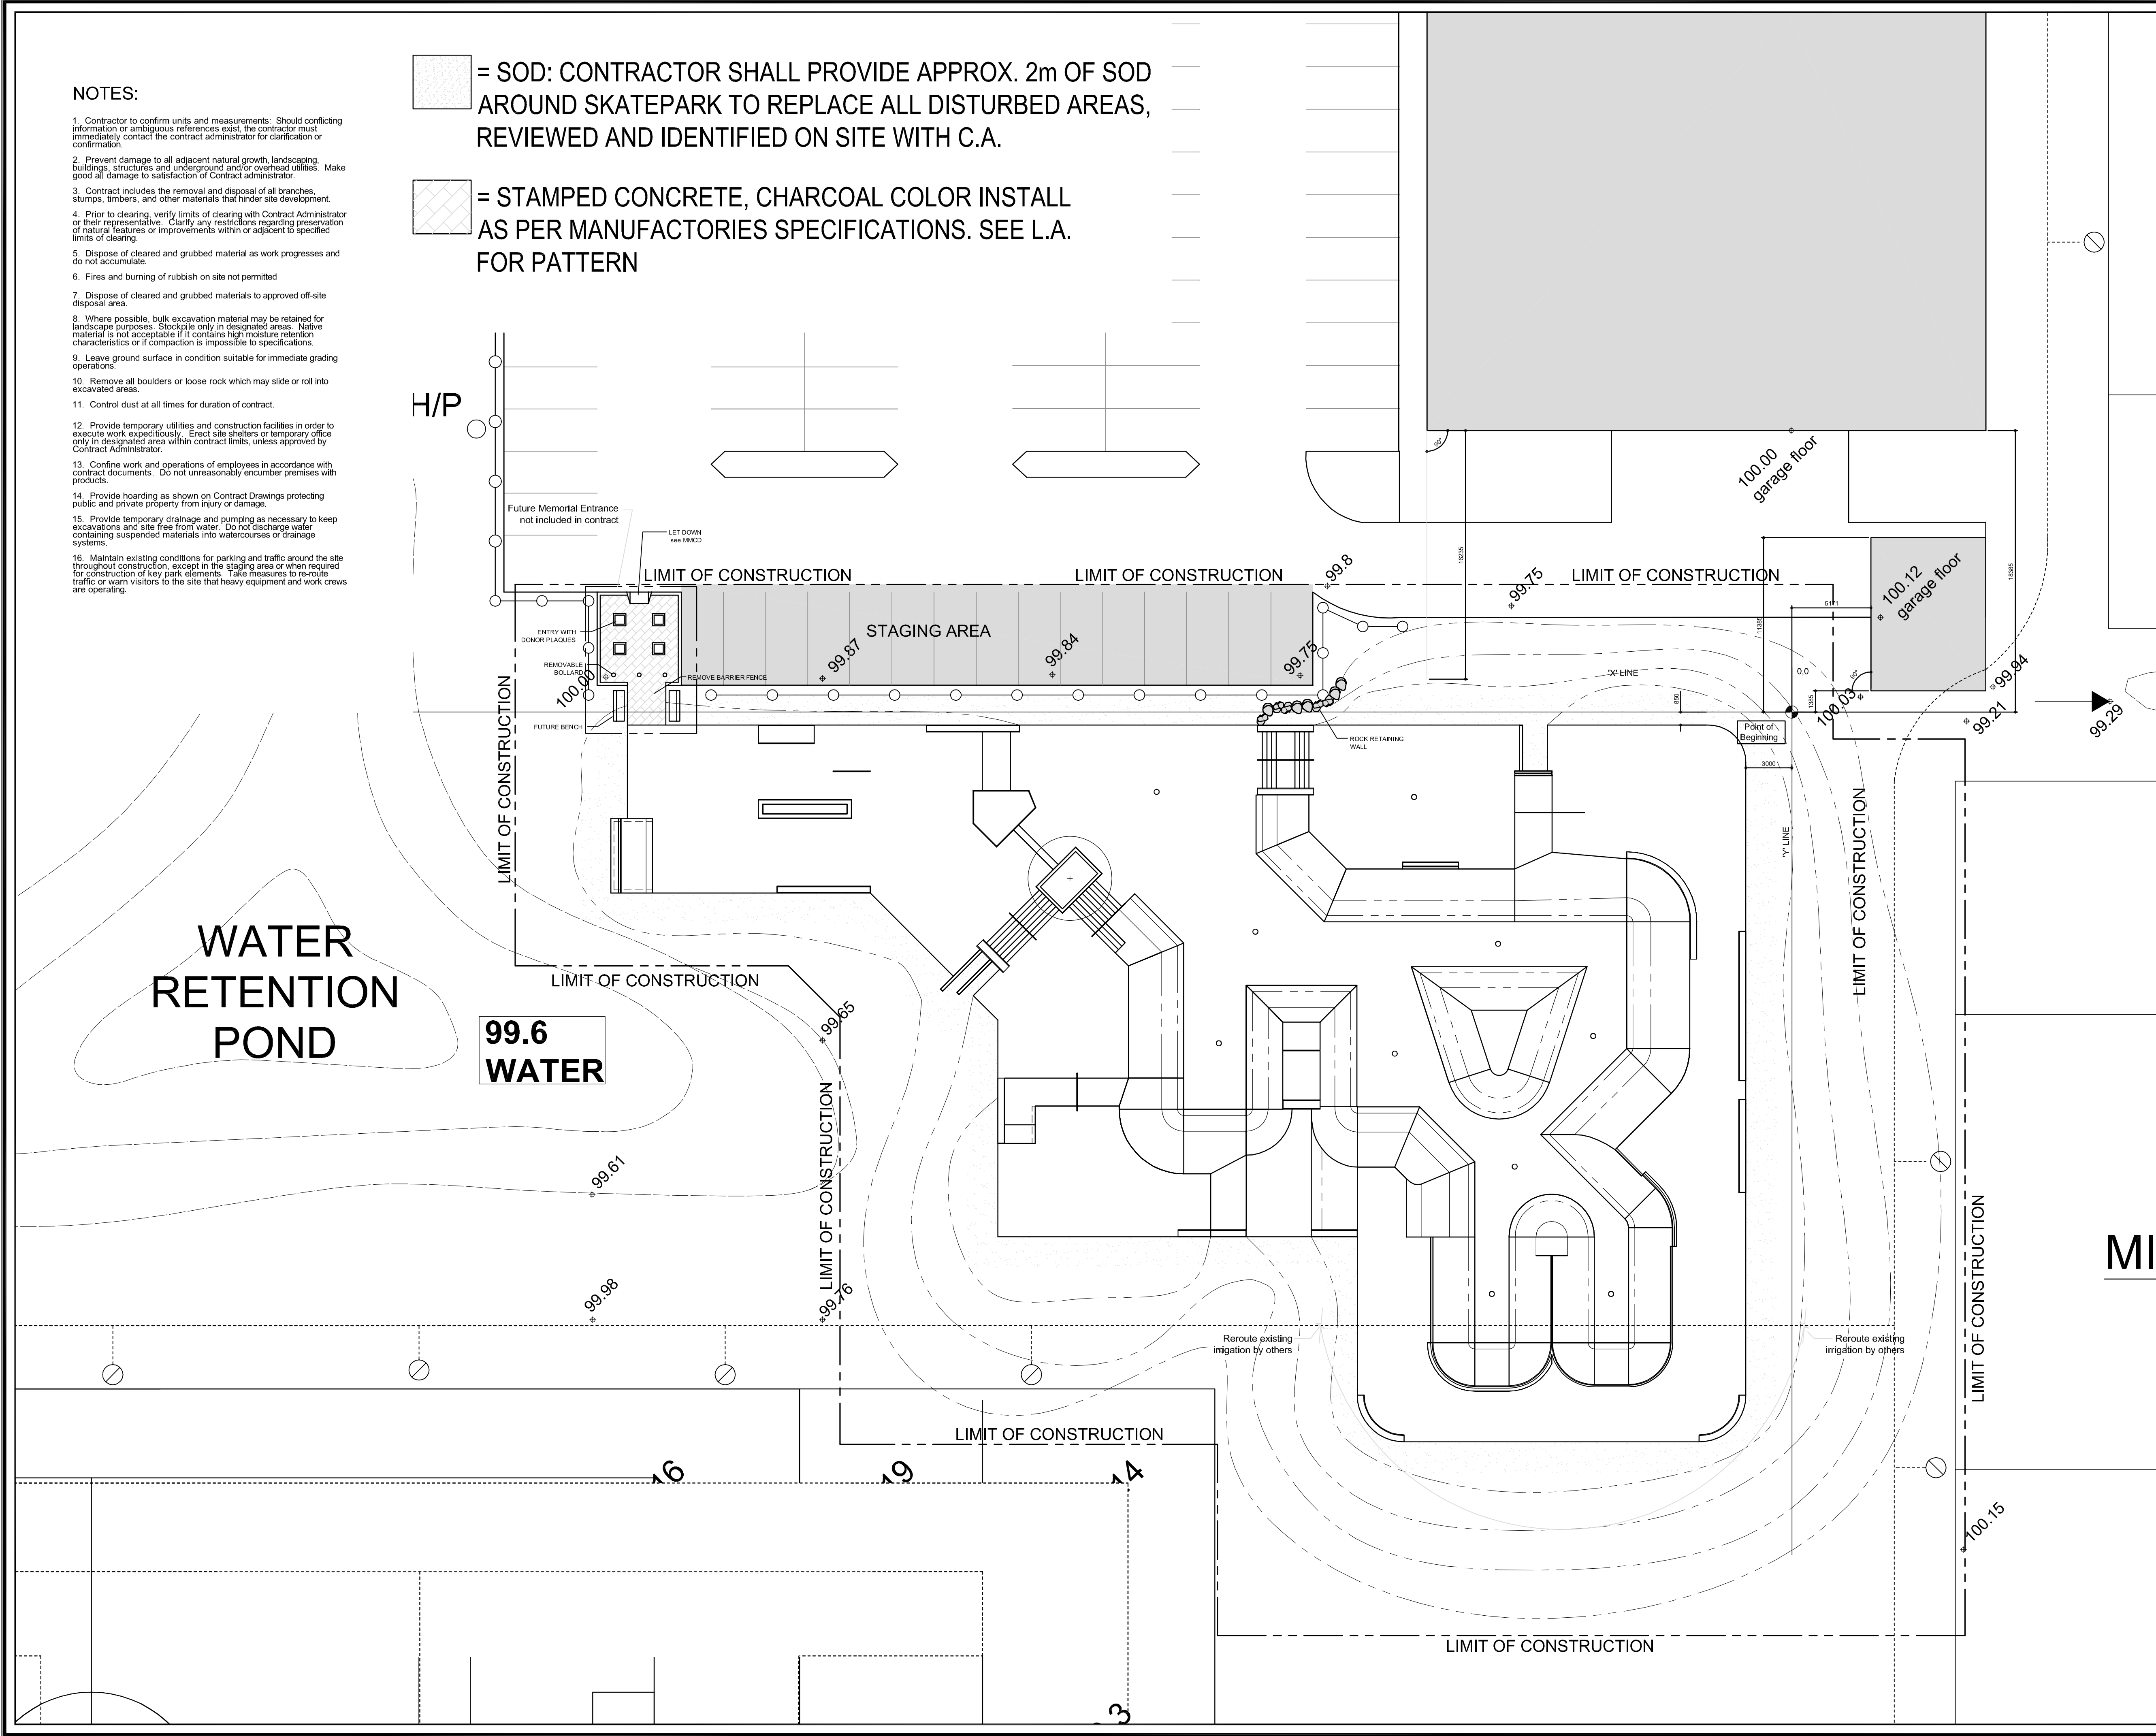 NOTES:
1. Contractor to confirm units and measurements: Should conflicting
information or ambiguous references exist, the contractor must
immediately contact the contract administrator for clarification or
confirmation.
2. Prevent damage to all adjacent natural growth, landscaping,
buildings, structures and underground and/or overhead utilities. Make
good all damage to satisfaction of Contract administrator.
3. Contract includes the removal and disposal of all branches,
stumps, timbers, and other materials that hinder site development.
4. Prior to clearing, verify limits of clearing with Contract Administrator
or their representative. Clarify any restrictions regarding preservation
of natural features or improvements within or adjacent to specified
limits of clearing.
5. Dispose of cleared and grubbed material as work progresses and
do not accumulate.
6. Fires and burning of rubbish on site not permitted
7. Dispose of cleared and grubbed materials to approved off-site
disposal area.
8. Where possible, bulk excavation material may be retained for
landscape purposes. Stockpile only in designated areas. Native
material is not acceptable if it contains high moisture retention
characteristics or if compaction is impossible to specifications.
9. Leave ground surface in condition suitable for immediate grading
operations.
10. Remove all boulders or loose rock which may slide or roll into
excavated areas.
11. Control dust at all times for duration of contract.
12. Provide temporary utilities and construction facilities in order to
execute work expeditiously. Erect site shelters or temporary office
only in designated area within contract limits, unless approved by
Contract Administrator.
13. Confine work and operations of employees in accordance with
contract documents. Do not unreasonably encumber premises with
products.
14. Provide hoarding as shown on Contract Drawings protecting
public and private property from injury or damage.
15. Provide temporary drainage and pumping as necessary to keep
excavations and site free from water. Do not discharge water
containing suspended materials into watercourses or drainage
systems.
16. Maintain existing conditions for parking and traffic around the site
throughout construction, except in the staging area or when required
for construction of key park elements. Take measures to re-route
traffic or warn visitors to the site that heavy equipment and work crews
are operating.
= SOD: CONTRACTOR SHALL PROVIDE APPROX. 2m OF SOD
AROUND SKATEPARK TO REPLACE ALL DISTURBED AREAS,
REVIEWED AND IDENTIFIED ON SITE WITH C.A.
= STAMPED CONCRETE, CHARCOAL COLOR INSTALL
AS PER MANUFACTORIES SPECIFICATIONS. SEE L.A.
FOR PATTERN
H/P
90°
100.00
garage floor
Future Memorial Entrance
not included in contract
LET DOWN
see MMCD
16235
18385
LIMIT OF CONSTRUCTION
LIMIT OF CONSTRUCTION
99.8
99.75
LIMIT OF CONSTRUCTION
100.12
garage floor
5171
11385
ENTRY WITH
DONOR PLAQUES
STAGING AREA
REMOVABLE
BOLLARD
100.00
REMOVE BARRIER FENCE
99.87
99.84
99.75
'X' LINE
0,0
90°
850
1385
100.03
99.94
99.21
99.29
FUTURE BENCH
ROCK RETAINING
WALL
Point of
Beginning
3000
LIMIT OF CONSTRUCTION
'Y' LINE
LIMIT OF CONSTRUCTION
WATER
RETENTION
POND
LIMIT OF CONSTRUCTION
99.6
WATER
99.65
LIMIT OF CONSTRUCTION
99.61
99.98
99.76
LIMIT OF CONSTRUCTION
MI
Reroute existing
irrigation by others
Reroute existing
irrigation by others
LIMIT OF CONSTRUCTION
16
19
14
100.15
LIMIT OF CONSTRUCTION
3